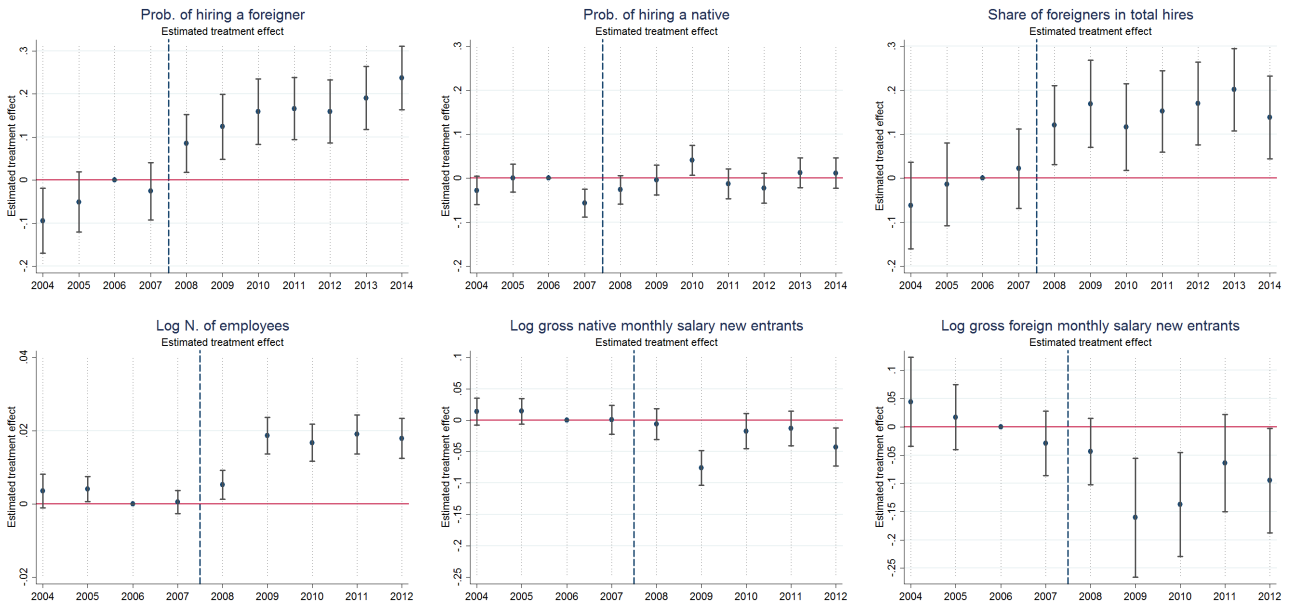 Prob. of hiring a foreigner
Estimated treatment effect
Estimated treatment effect
.3
.2
.1
0
-.1
-.2
2004 2005 2006 2007 2008 2009 2010 2011 2012 2013 2014
Prob. of hiring a native
Estimated treatment effect
Estimated treatment effect
.3
.2
.1
0
-.1
-.2
2004 2005 2006 2007 2008 2009 2010 2011 2012 2013 2014
Share of foreigners in total hires
Estimated treatment effect
Estimated treated effect
.3
.2
.1
0
-.1
-.2
2004 2005 2006 2007 2008 2009 2010 2011 2012 2013 2014
Log N. of employees
Estimated treatment effect
Estimated treatment effect
.04
.02
0
-.02
2004 2005 2006 2007 2008 2009 2010 2011 2012
Log gross native monthly salary new entrants
Estimated treatment effect
Estimated treatment effect
.1
.05
0
-.05
-.1
-.15
-.2
-.25
2004 2005 2006 2007 2008 2009 2010 2011 2012
Log gross foreign monthly salary new entrants
Estimated treatment effect
Estimated treatment effect
.1
.05
0
-.05
-.1
-.15
-.2
-.25
2004 2005 2006 2007 2008 2009 2010 2011 2012